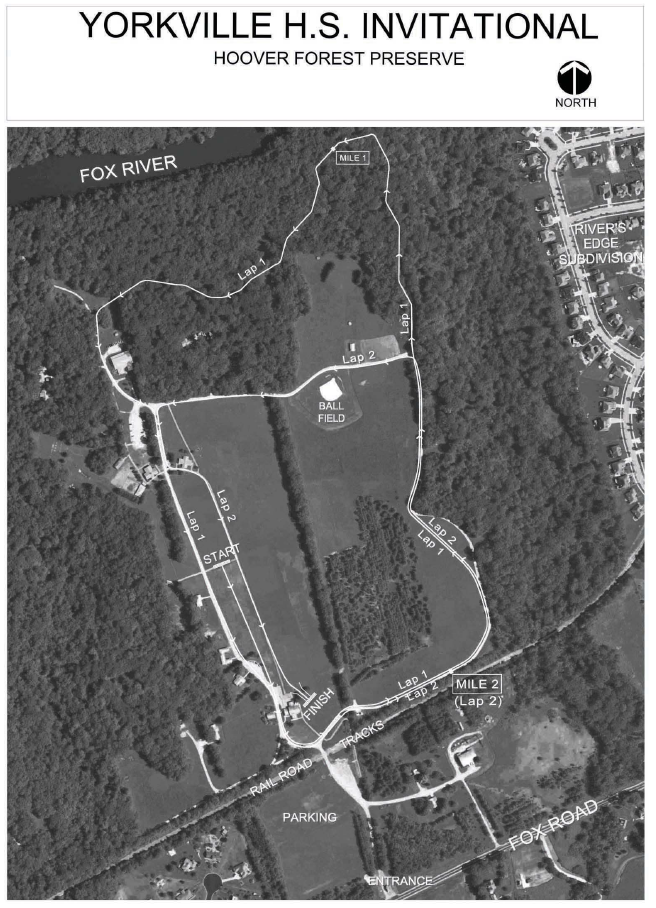 YORKVILLE H.S. INVITATIONAL
HOOVER FOREST PRESERVE
NORTH
FOX RIVER
MILE 1
RIVER'S
EDGE
SUBDIVISION
Lap 1
Lap 1
Lap 2
BALL
FIELD
Lap 2
Lap 1
Lap 2
Lap 1
START
Lap 1
Lap 2
MILE 2
(Lap 2)
FINISH
RAIL ROAD TRACKS
PARKING
FOX ROAD
ENTRANCE